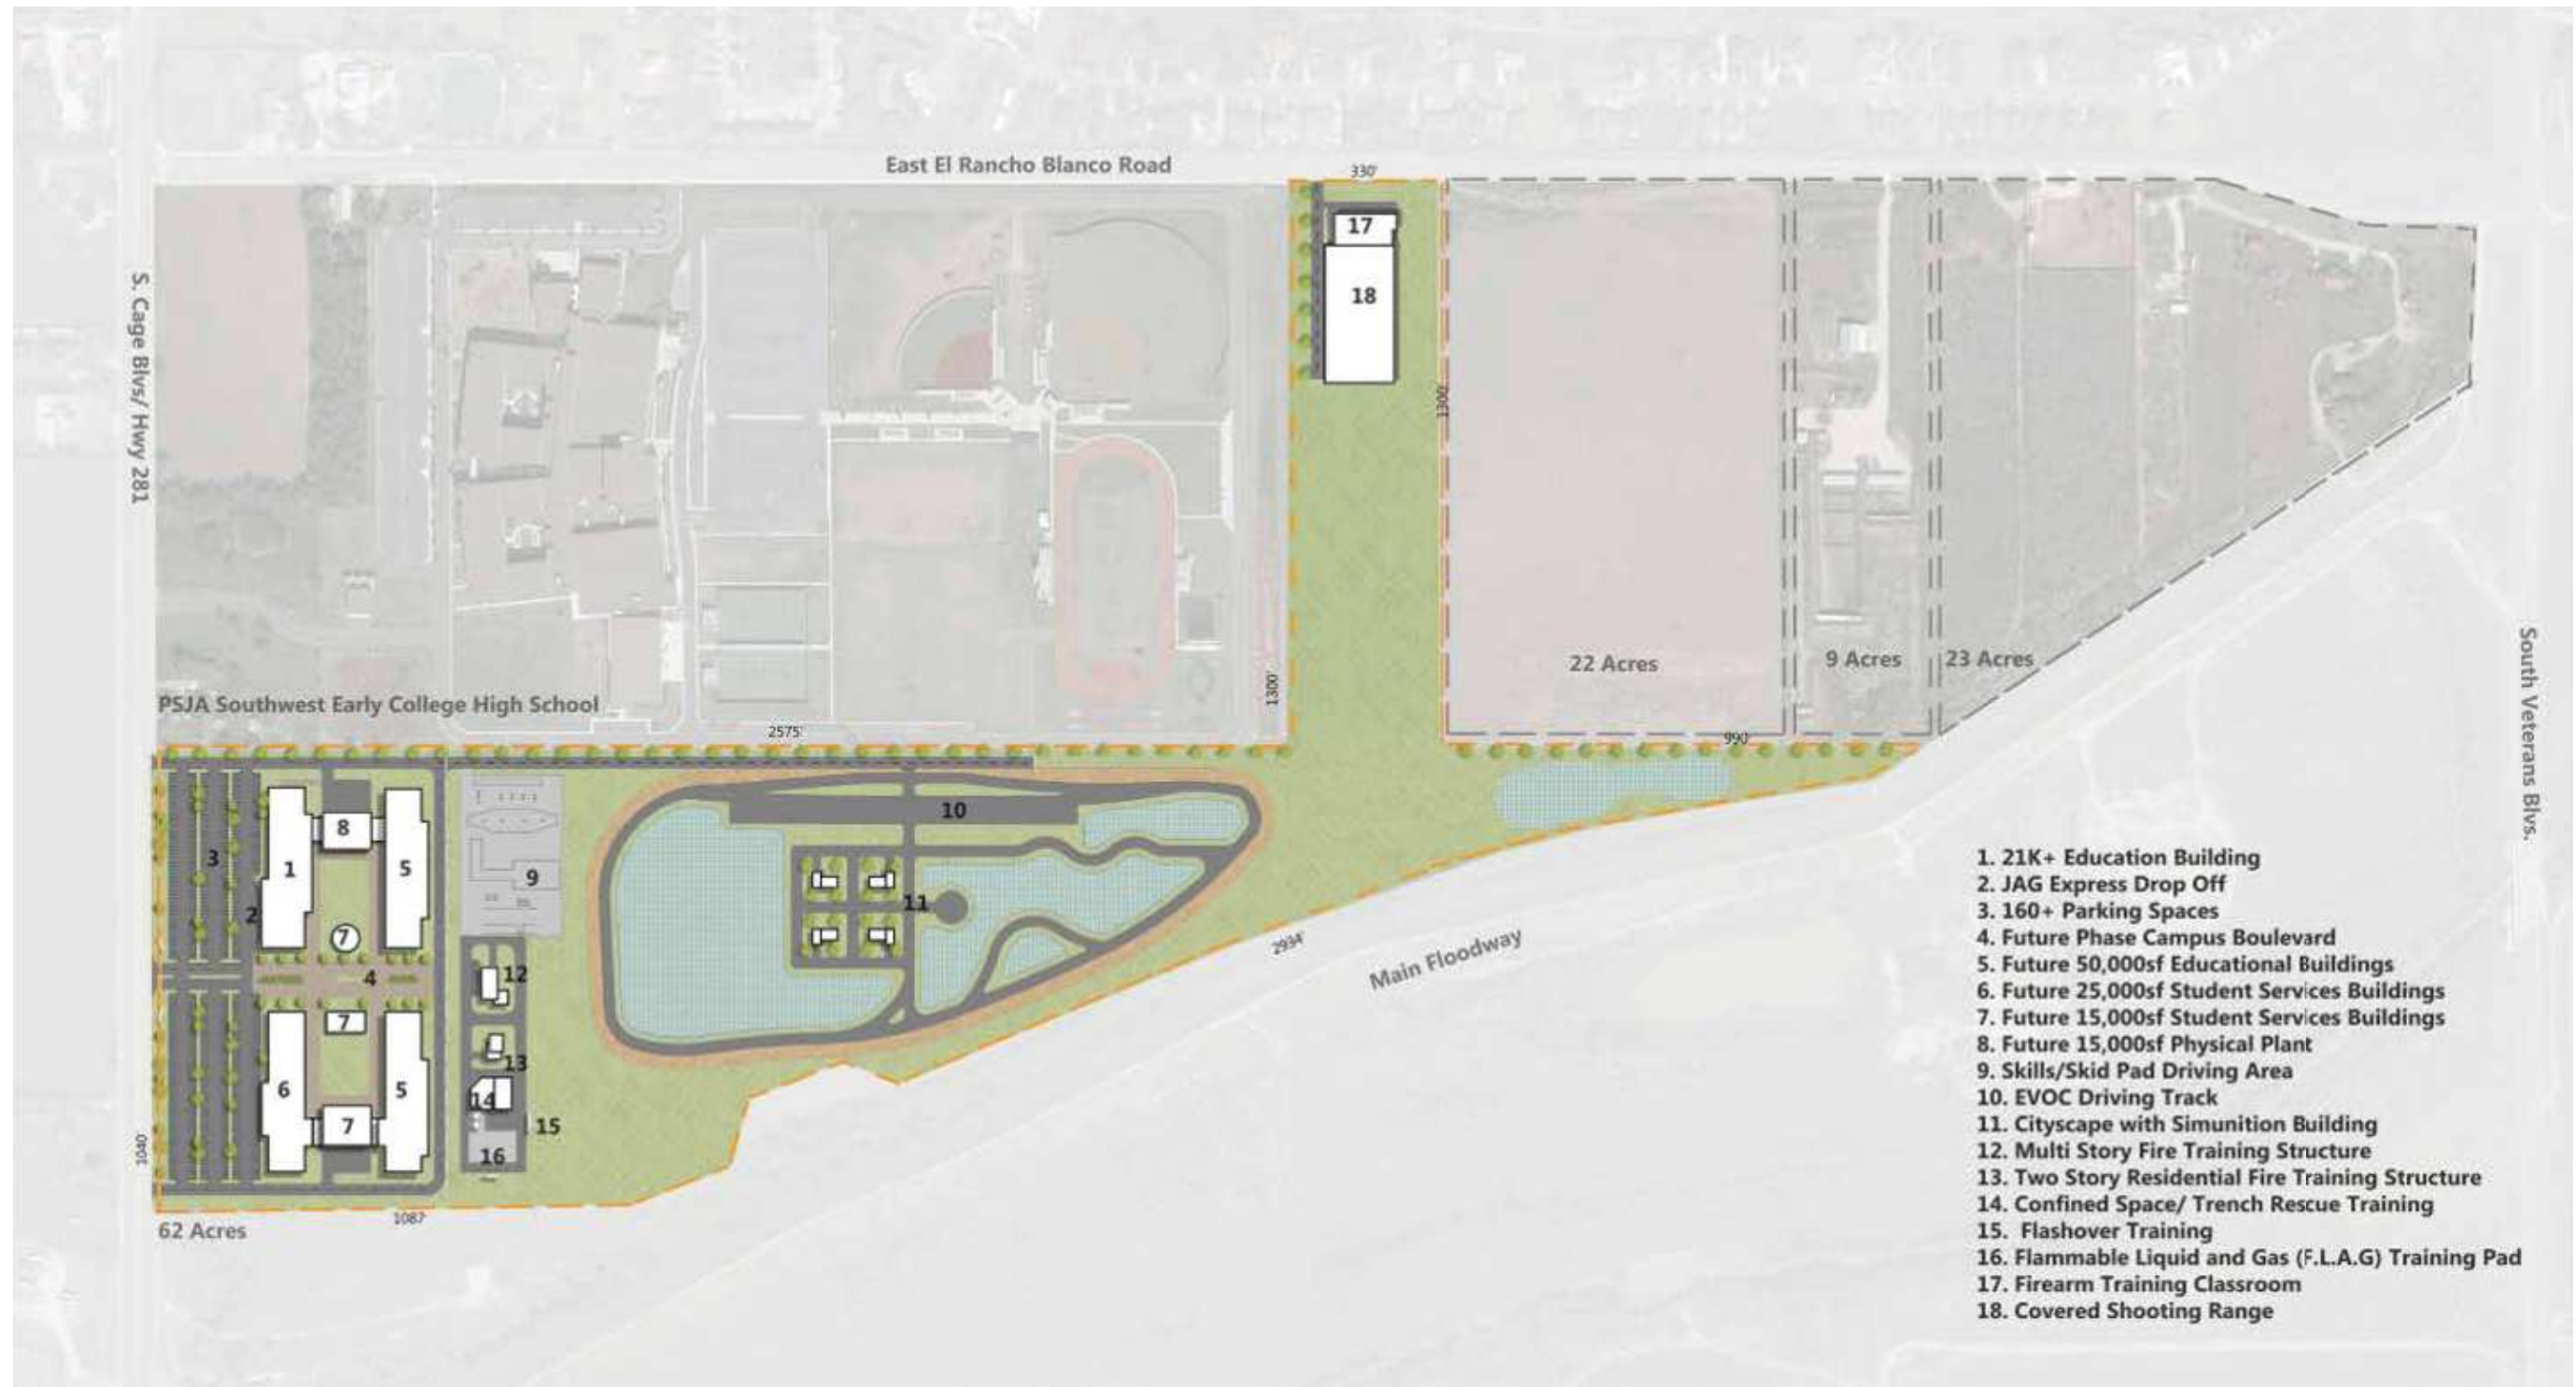 East El Rancho Blanco Road
330'
17
18
S. Cage Blvs/ Hwy 281
1300'
1300'
22 Acres
9 Acres
23 Acres
South Veterans Blvs.
PSJA Southwest Early College High School
2575'
990'
10
8
1
5
3
9
2
11
7
4
12
7
13
6
5
14
7
15
16
2934'
Main Floodway
1040'
1087'
62 Acres
1. 21K+ Education Building
2. JAG Express Drop Off
3. 160+ Parking Spaces
4. Future Phase Campus Boulevard
5. Future 50,000sf Educational Buildings
6. Future 25,000sf Student Services Buildings
7. Future 15,000sf Student Services Buildings
8. Future 15,000sf Physical Plant
9. Skills/Skid Pad Driving Area
10. EVOC Driving Track
11. Cityscape with Simunition Building
12. Multi Story Fire Training Structure
13. Two Story Residential Fire Training Structure
14. Confined Space/ Trench Rescue Training
15. Flashover Training
16. Flammable Liquid and Gas (F.L.A.G) Training Pad
17. Firearm Training Classroom
18. Covered Shooting Range